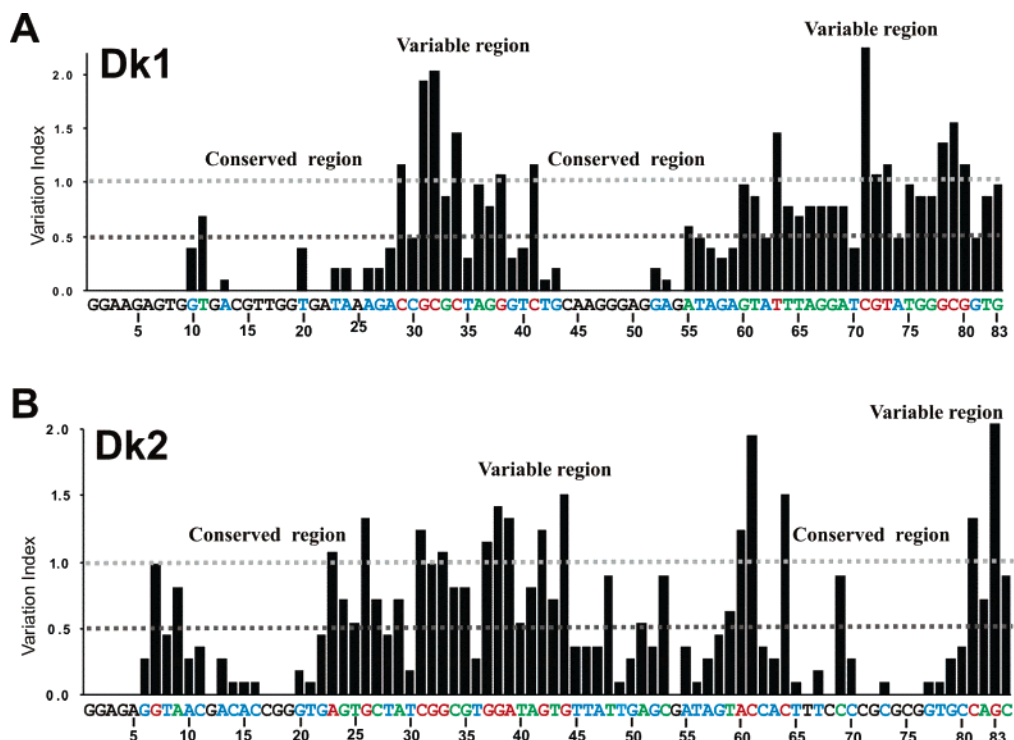 A
Dk1
Variable region
Variable region
Conserved region
Conserved region
Variation Index
2.0
1.5
1.0
0.5
0.0
GGAAGAGTGGTGACGTTGGTGATAAAGACCGCGCTAGGGTCTGCAAGGGAGGAGATAGAGTATTTAGGATCGTATGGGCGGTG
5 10 15 20 25 30 35 40 45 50 55 60 65 70 75 80 83
B
Dk2
Variable region
Variable region
Conserved region
Conserved region
Variation Index
2.0
1.5
1.0
0.5
0.0
GGAGAGGTAACGACACCGGGTGAGTGCTATCGGCGTGGATAGTGTTATTGAGCGATAGTACCACTTTCCCCGCGCGGTGCCAGC
5 10 15 20 25 30 35 40 45 50 55 60 65 70 75 80 83